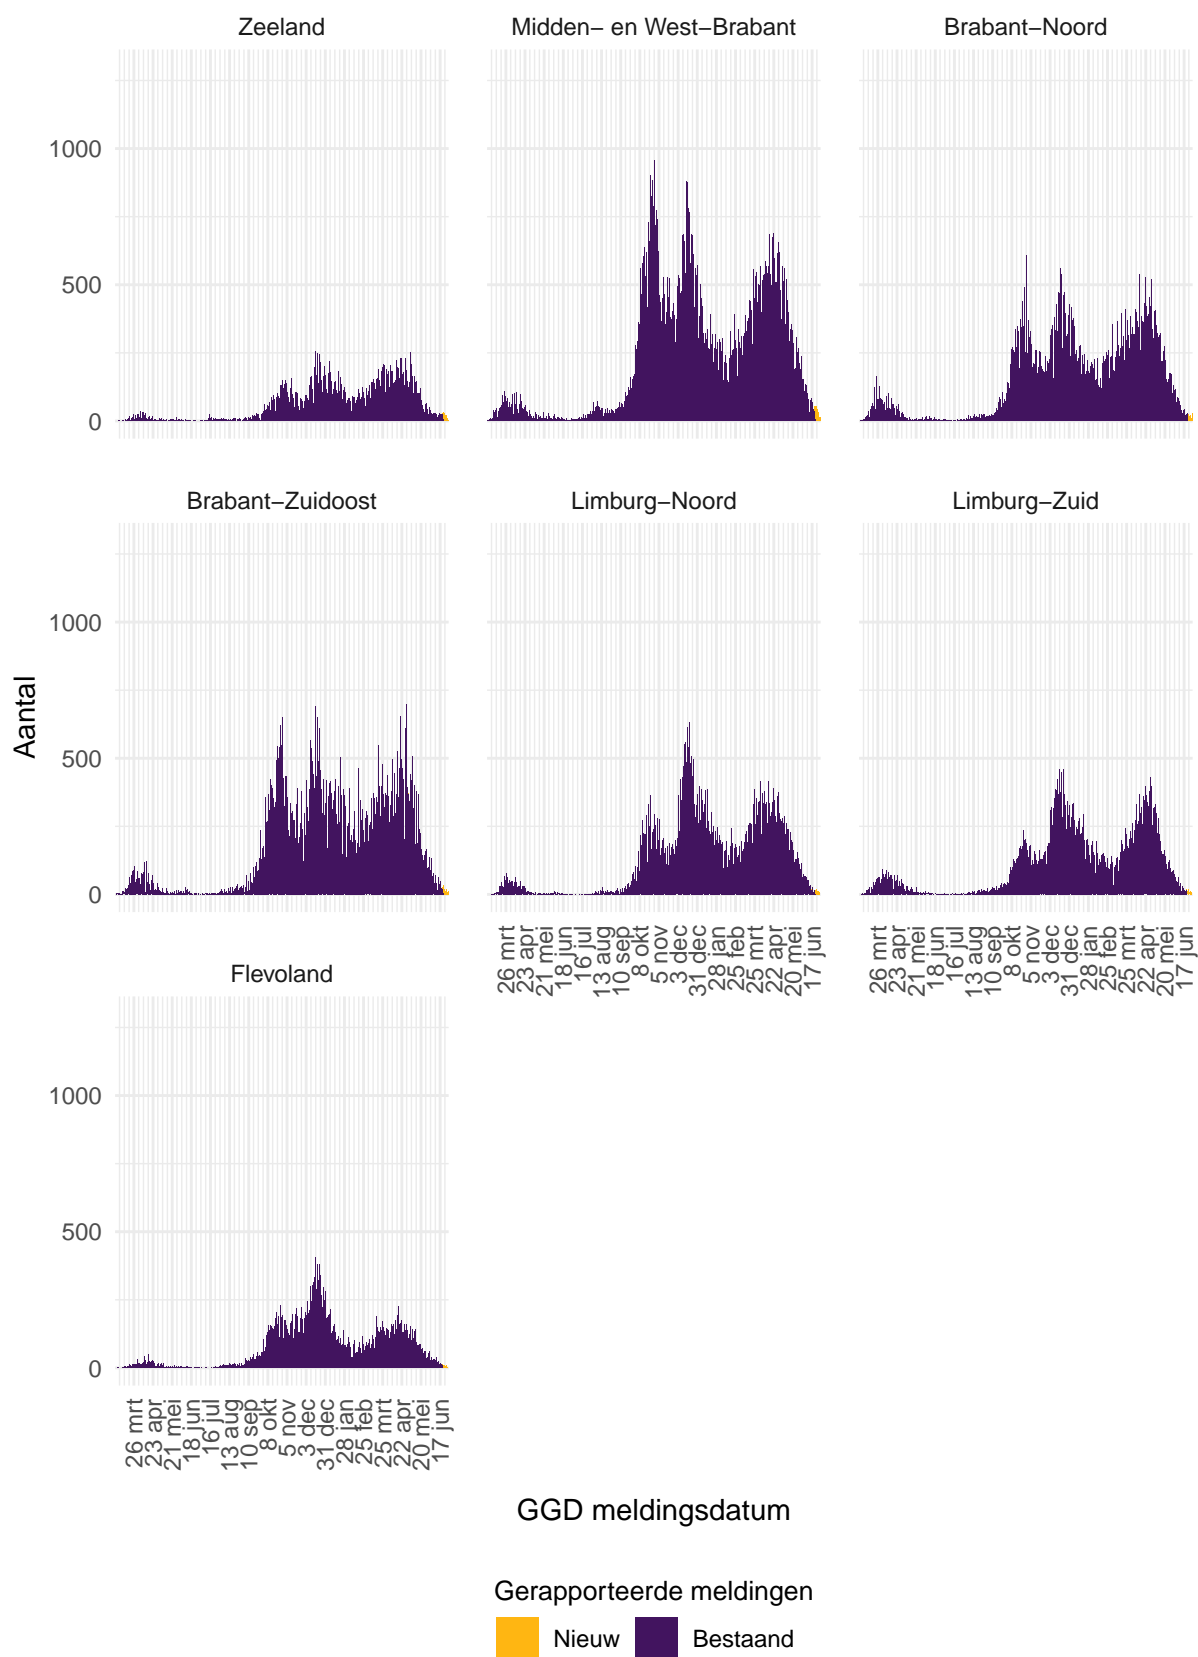 Zeeland
Midden− en West−Brabant
Brabant−Noord
1000
500
0
Brabant−Zuidoost
Limburg−Noord
Limburg−Zuid
1000
500
0
Aantal
26 mrt
23 apr
21 mei
18 jun
16 jul
13 aug
10 sep
8 okt
5 nov
3 dec
31 dec
28 jan
25 feb
25 mrt
22 apr
20 mei
17 jun
26 mrt
23 apr
21 mei
18 jun
16 jul
13 aug
10 sep
8 okt
5 nov
3 dec
31 dec
28 jan
25 feb
25 mrt
22 apr
20 mei
17 jun
Flevoland
1000
500
0
26 mrt
23 apr
21 mei
18 jun
16 jul
13 aug
10 sep
8 okt
5 nov
3 dec
31 dec
28 jan
25 feb
25 mrt
22 apr
20 mei
17 jun
GGD meldingsdatum
Gerapporteerde meldingen
Nieuw
Bestaand